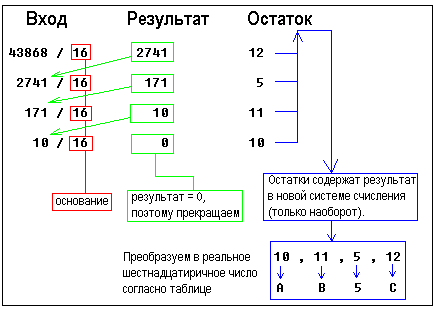 Вход Результат Остаток
43868 / 16 2741 12
2741 / 16 171 5
171 / 16 10 11
10 / 16 0 10
основание
результат = 0,
поэтому прекращаем
Остатки содержат результат
в новой системе счисления
(только наоборот).
Преобразуем в реальное
шестнадатиричное число
согласно таблице
10 , 11 , 5 , 12
A B 5 C